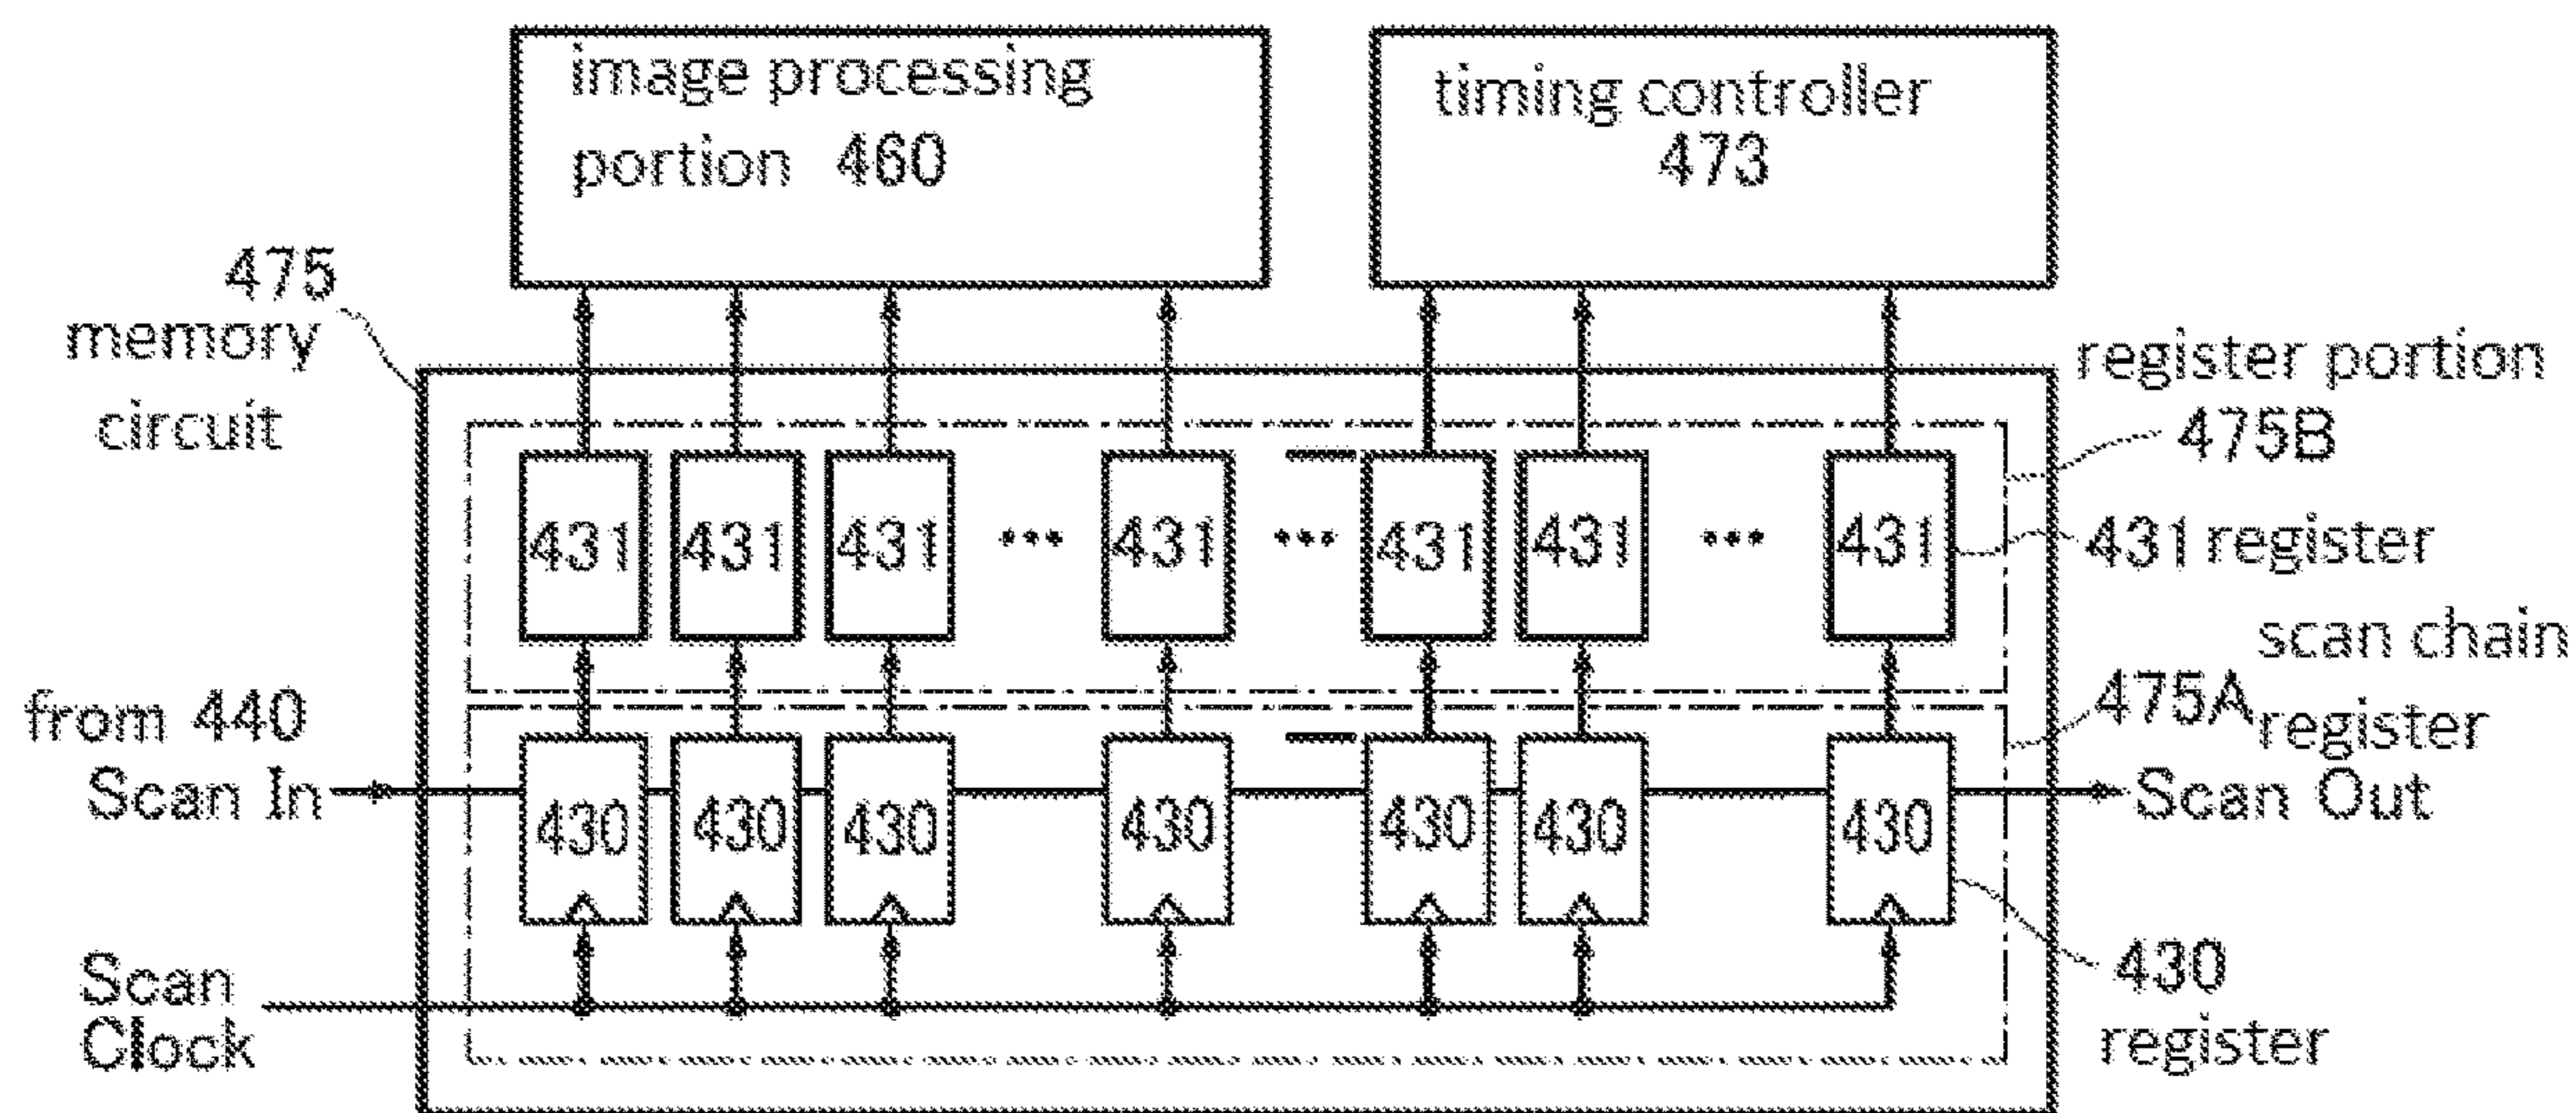 image processing
portion 460
timing controller
473
475
memory
circuit
register portion
475B
431 431 431 ... 431 ... 431 431 ... 431
431 register
scan chain
475A register
from 440
Scan In
430 430 430 430 430 430 430
Scan Out
Scan
Clock
430
register